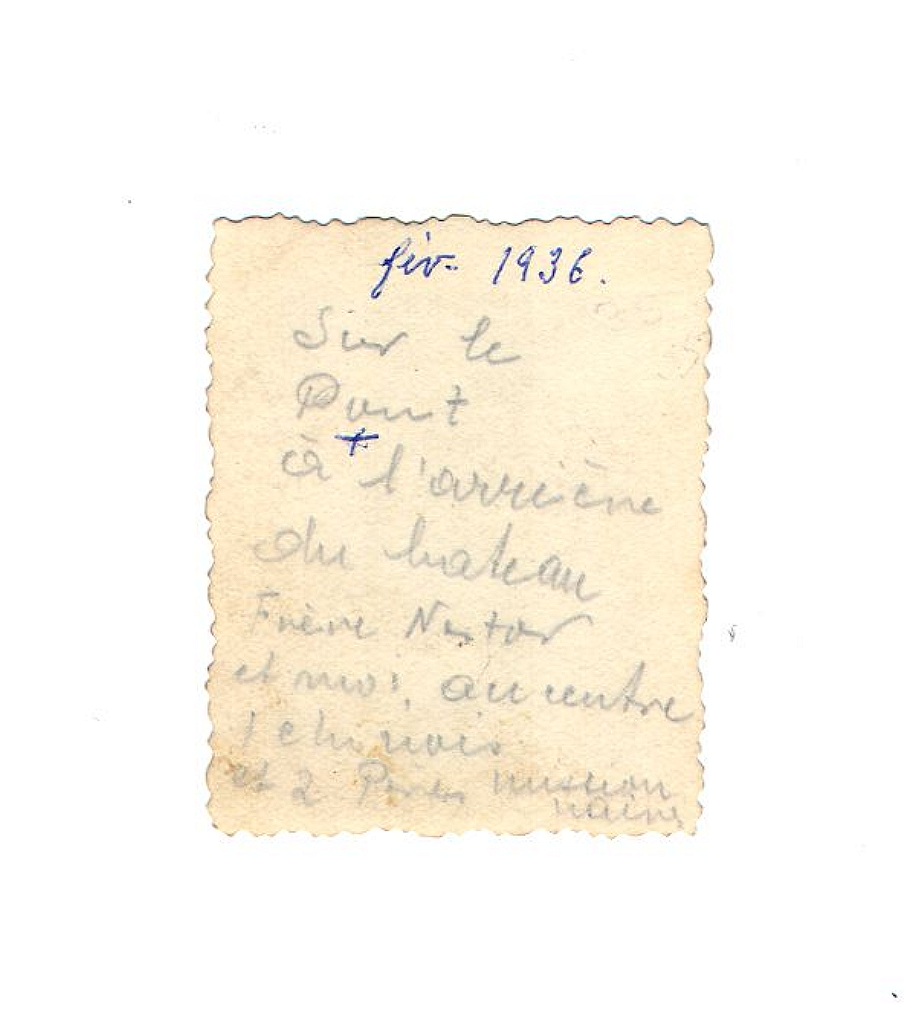 fév. 1936.
Sur le
Pont
à l'arrière
du bateau
Frère Nestor
et moi, au centre
1 chinois
et 2 Pères mission
naires